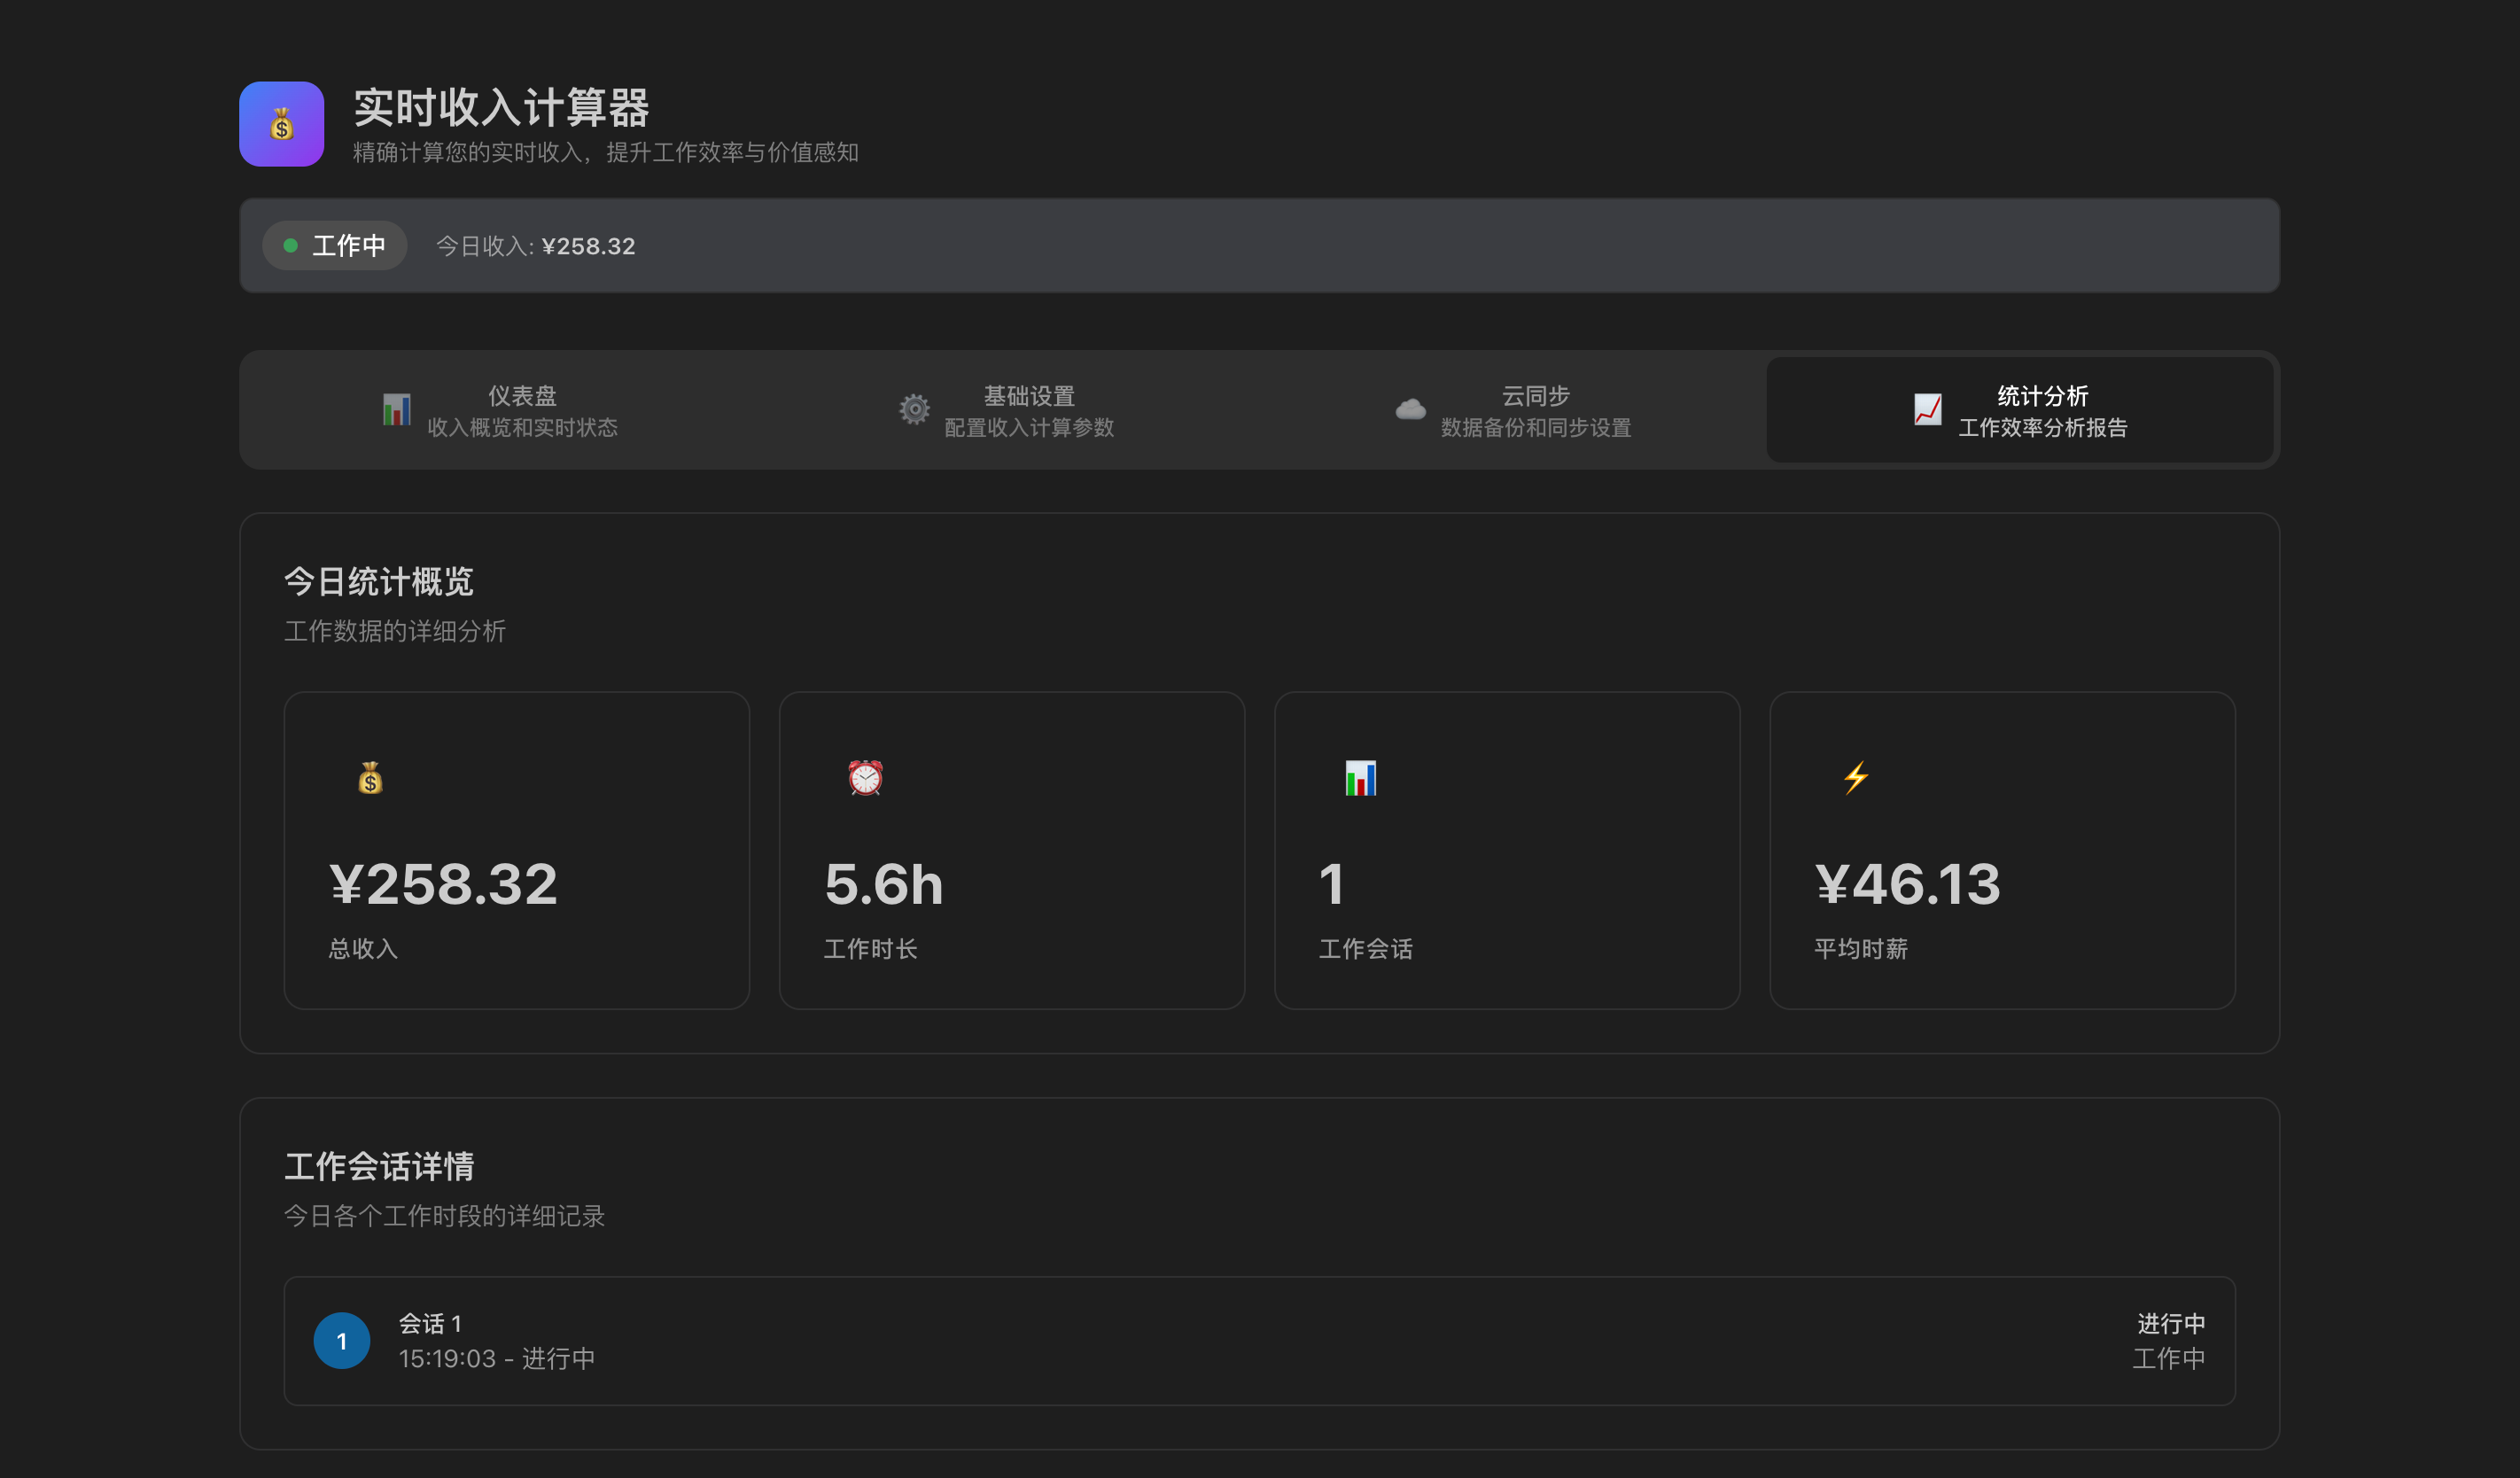 实时收入计算器
精确计算您的实时收入，提升工作效率与价值感知
工作中
今日收入: ¥258.32
仪表盘
收入概览和实时状态
基础设置
配置收入计算参数
云同步
数据备份和同步设置
统计分析
工作效率分析报告
今日统计概览
工作数据的详细分析
¥258.32
总收入
5.6h
工作时长
1
工作会话
¥46.13
平均时薪
工作会话详情
今日各个工作时段的详细记录
1
会话 1
15:19:03 - 进行中
进行中
工作中